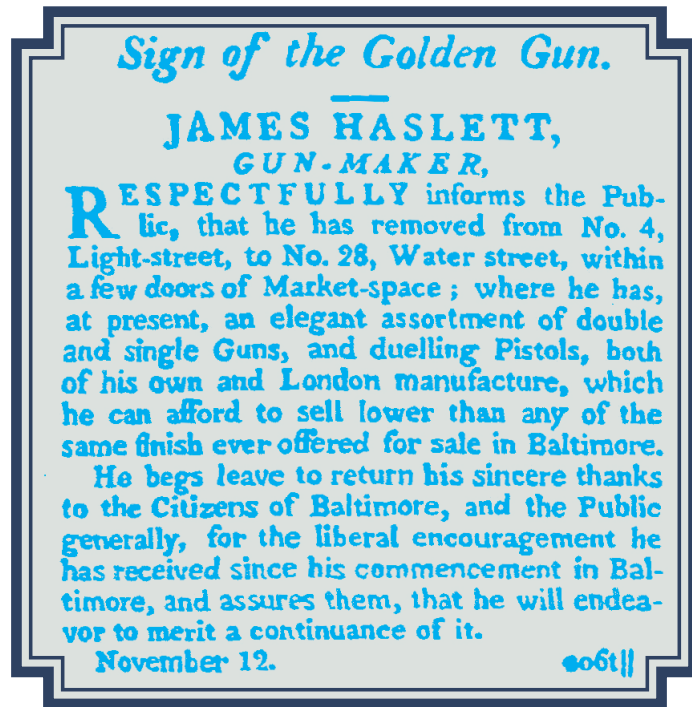 Sign of the Golden Gun.
JAMES HASLETT,
GUN-MAKER,
RESPECTFULLY informs the Pub-
lic, that he has removed from No. 4,
Light-street, to No. 28, Water street, within
a few doors of Market-space; where he has,
at present, an elegant assortment of double
and single Guns, and duelling Pistols, both
of his own and London manufacture, which
he can afford to sell lower than any of the
same finish ever offered for sale in Baltimore.
He begs leave to return his sincere thanks
to the Citizens of Baltimore, and the Public
generally, for the liberal encouragement he
has received since his commencement in Bal-
timore, and assures them, that he will endea-
vor to merit a continuance of it.
November 12.